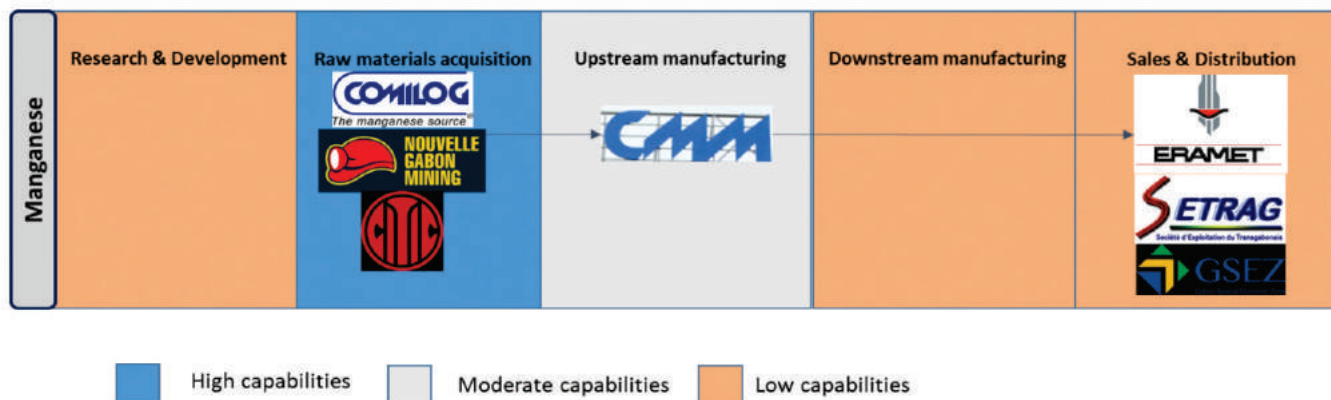 Manganese
Research & Development
Raw materials acquisition
Upstream manufacturing
Downstream manufacturing
Sales & Distribution
COMILOG
The manganese source
NOUVELLE
GABON
MINING
CITIC
CMM
ERAMET
SETRAG
Société d'Exploitation du Transgabonais
GSEZ
High capabilities
Moderate capabilities
Low capabilities